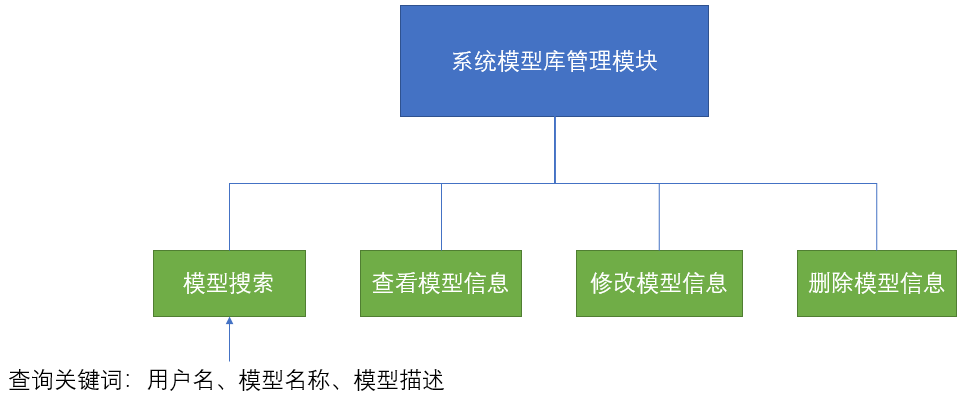 系统模型库管理模块
模型搜索
查看模型信息
修改模型信息
删除模型信息
查询关键词：用户名、模型名称、模型描述